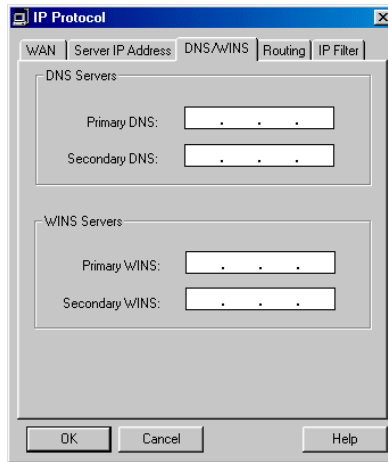 IP Protocol
WAN Server IP Address DNS/WINS Routing IP Filter
DNS Servers
Primary DNS: . . .
Secondary DNS: . . .
WINS Servers
Primary WINS: . . .
Secondary WINS: . . .
OK Cancel Help